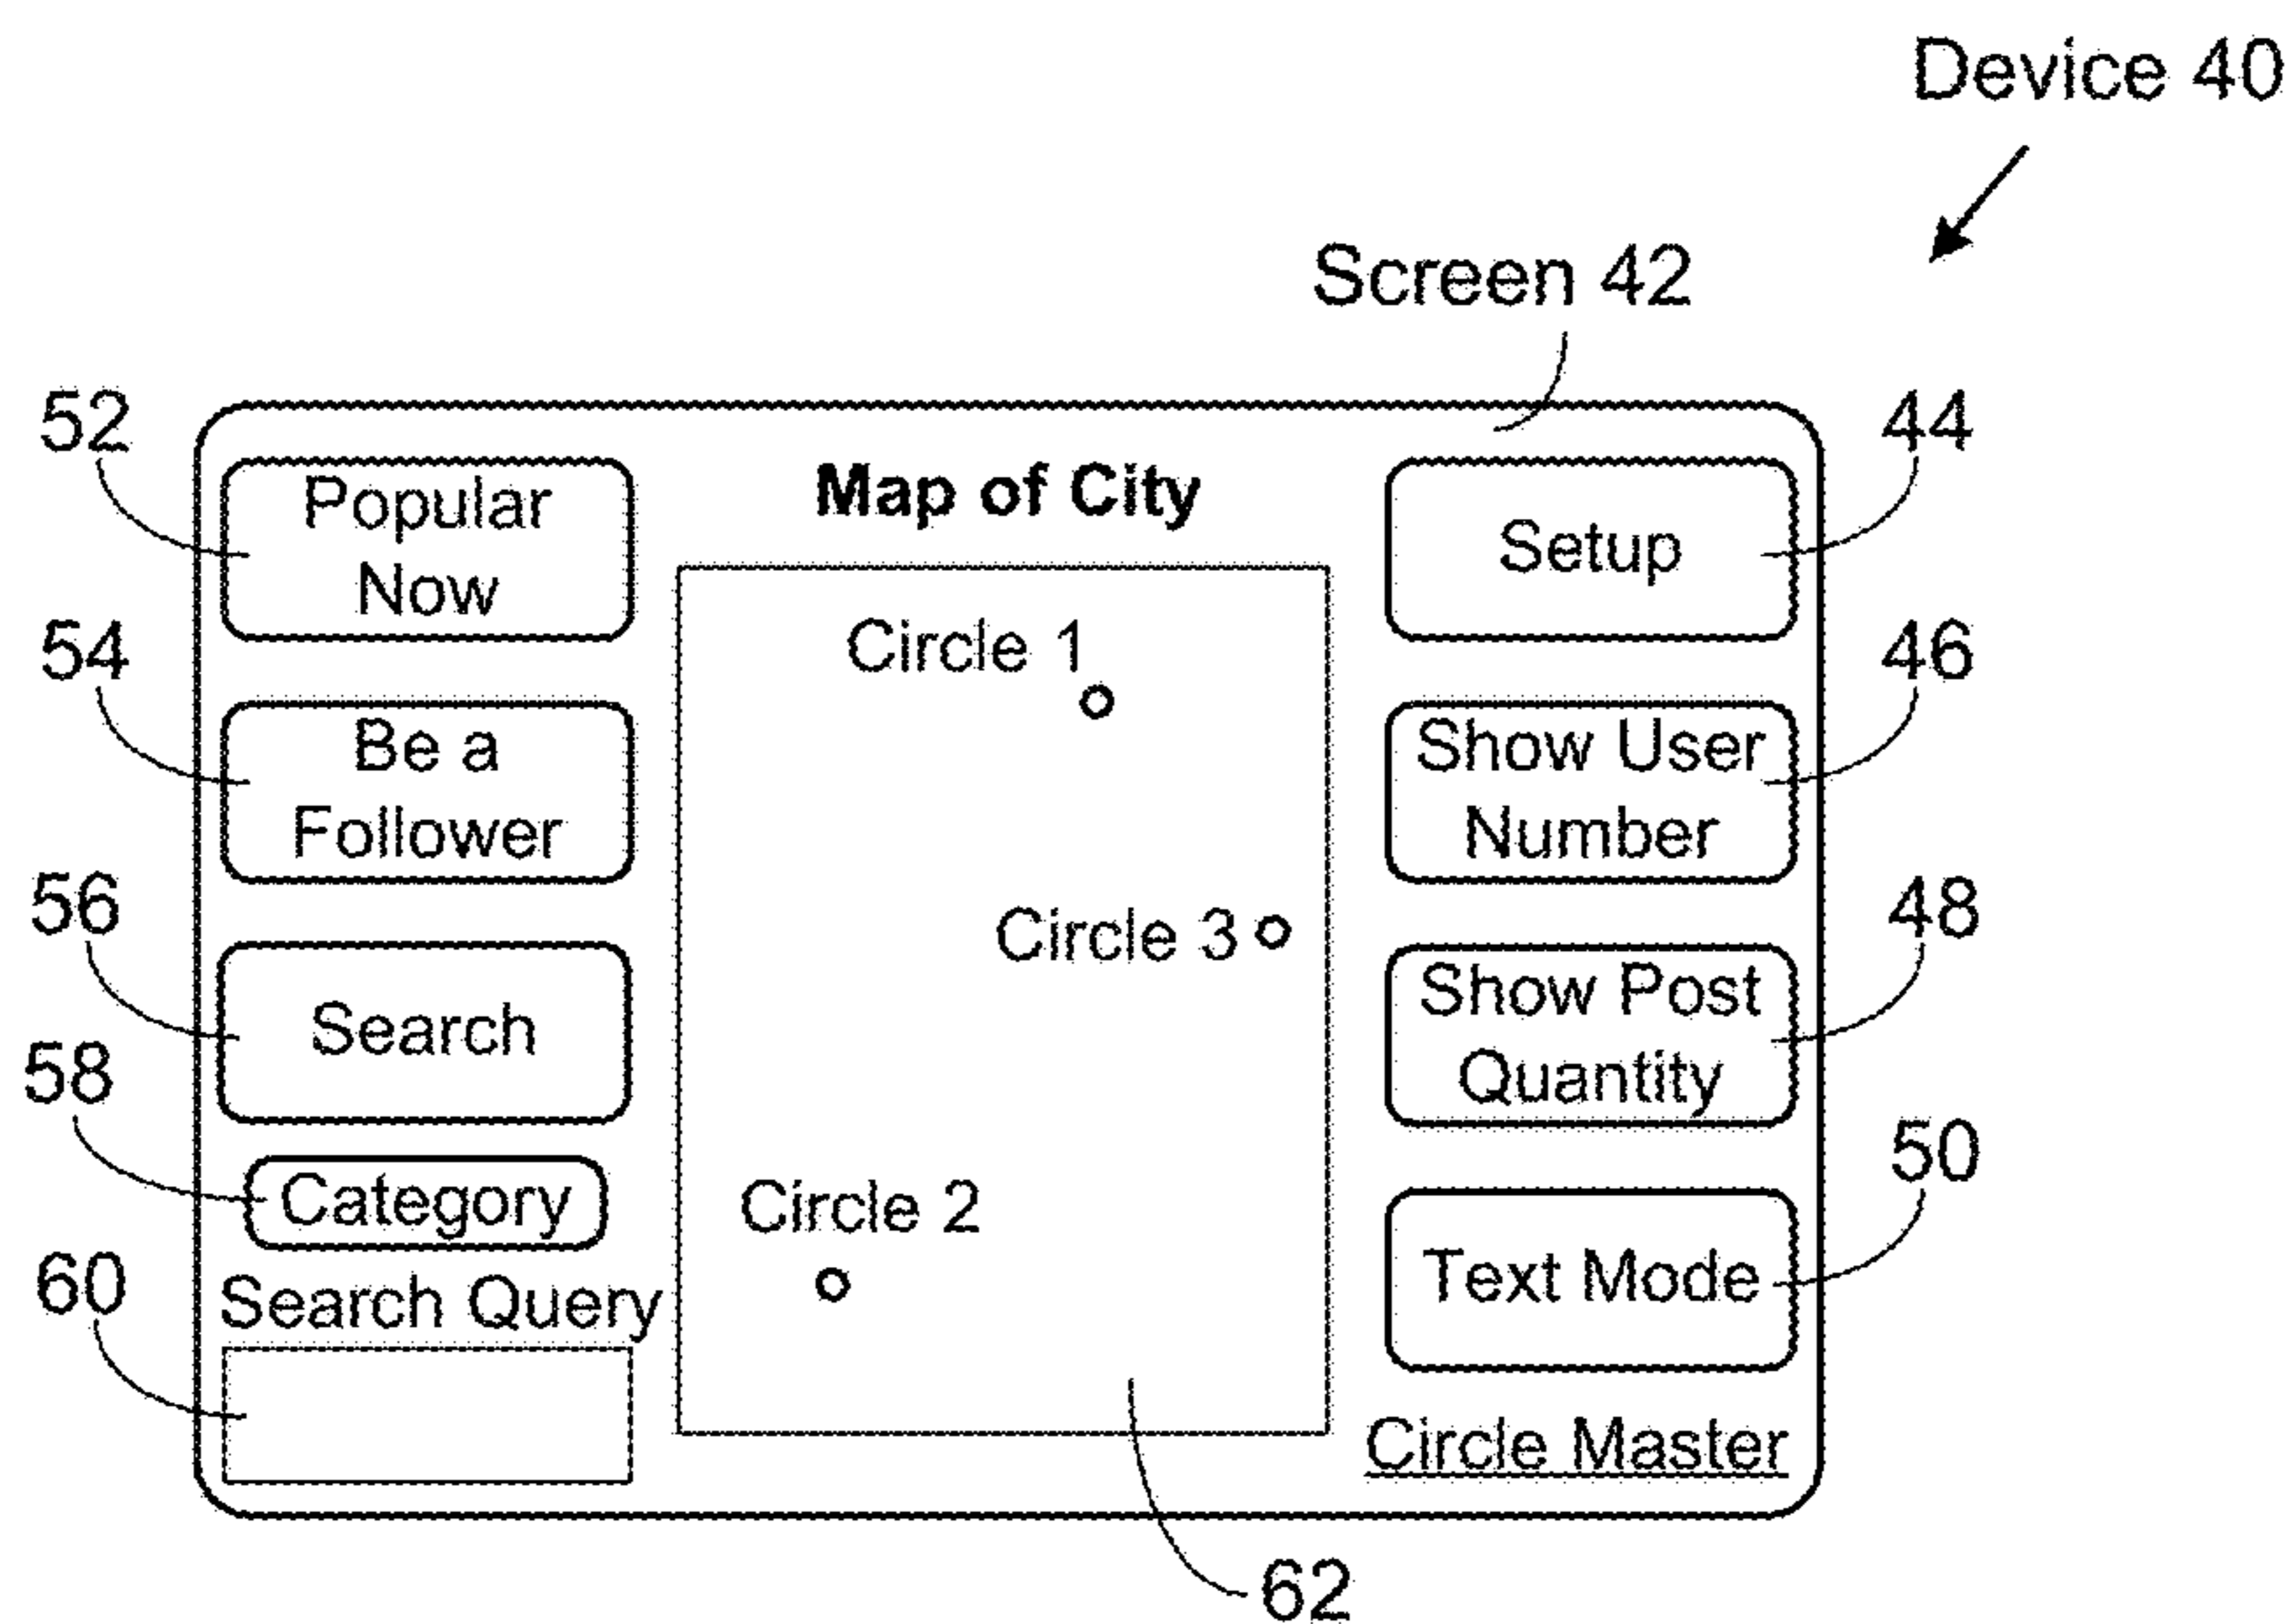 Device 40
Screen 42
52
Popular
Now
Map of City
Setup
44
54
Be a
Follower
Circle 1
Show User
Number
46
56
Search
Circle 3
Show Post
Quantity
48
58
Category
Circle 2
Text Mode
50
60
Search Query
Circle Master
62